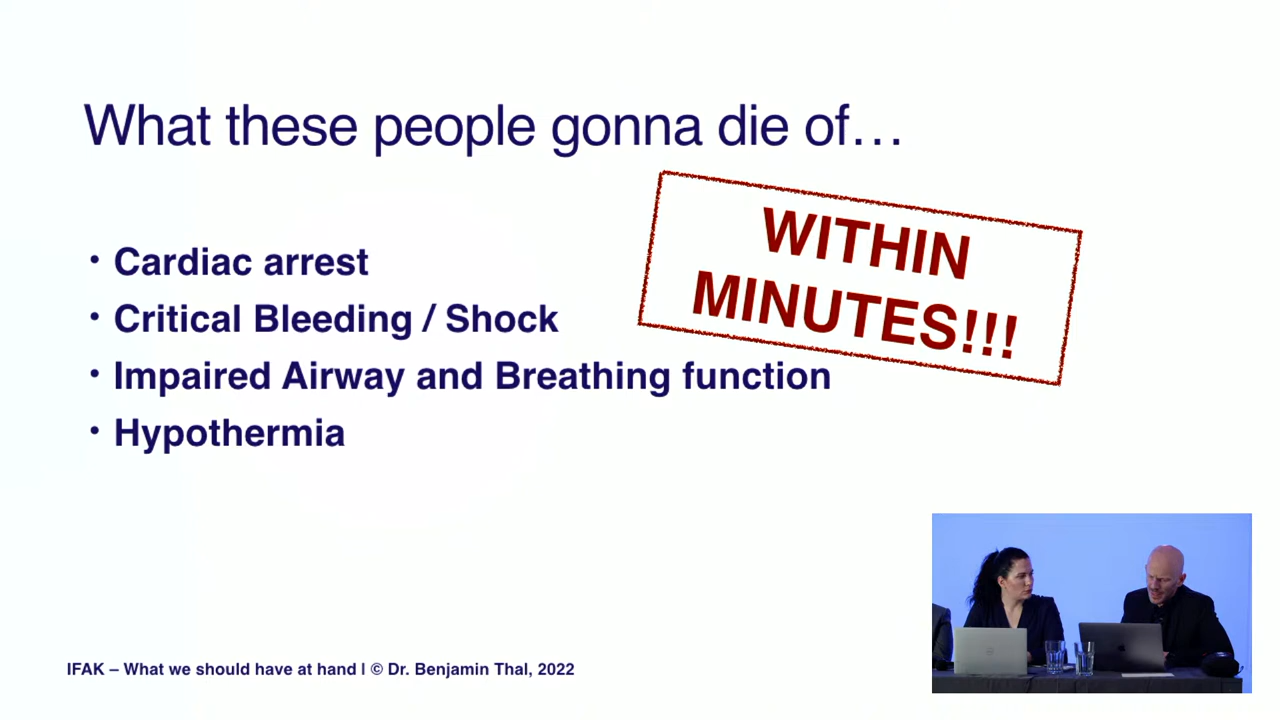 What these people gonna die of…
WITHIN
MINUTES!!!
• Cardiac arrest
• Critical Bleeding / Shock
• Impaired Airway and Breathing function
• Hypothermia
IFAK – What we should have at hand I © Dr. Benjamin Thal, 2022